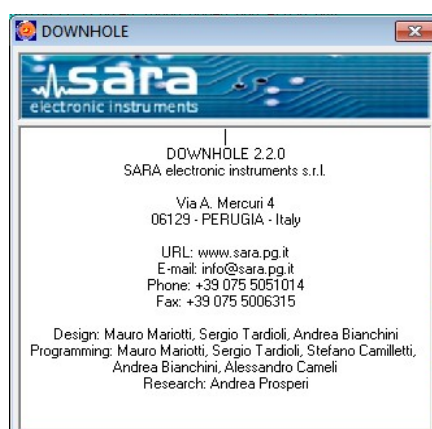 DOWNHOLE
sara
electronic instruments
DOWNHOLE 2.2.0
SARA electronic instruments s.r.l.
Via A. Mercuri 4
06129 - PERUGIA - Italy
URL: www.sara.pg.it
E-mail: info@sara.pg.it
Phone: +39 075 5051014
Fax: +39 075 5006315
Design: Mauro Mariotti, Sergio Tardioli, Andrea Bianchini
Programming: Mauro Mariotti, Sergio Tardioli, Stefano Camilletti,
Andrea Bianchini, Alessandro Cameli
Research: Andrea Prosperi